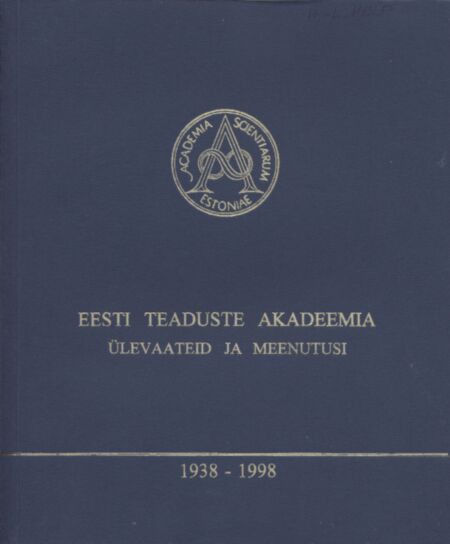 ACADEMIA SCIENTIARUM ESTONIAE
EESTI TEADUSTE AKADEEMIA
ÜLEVAATEID JA MEENUTUSI
1938 - 1998